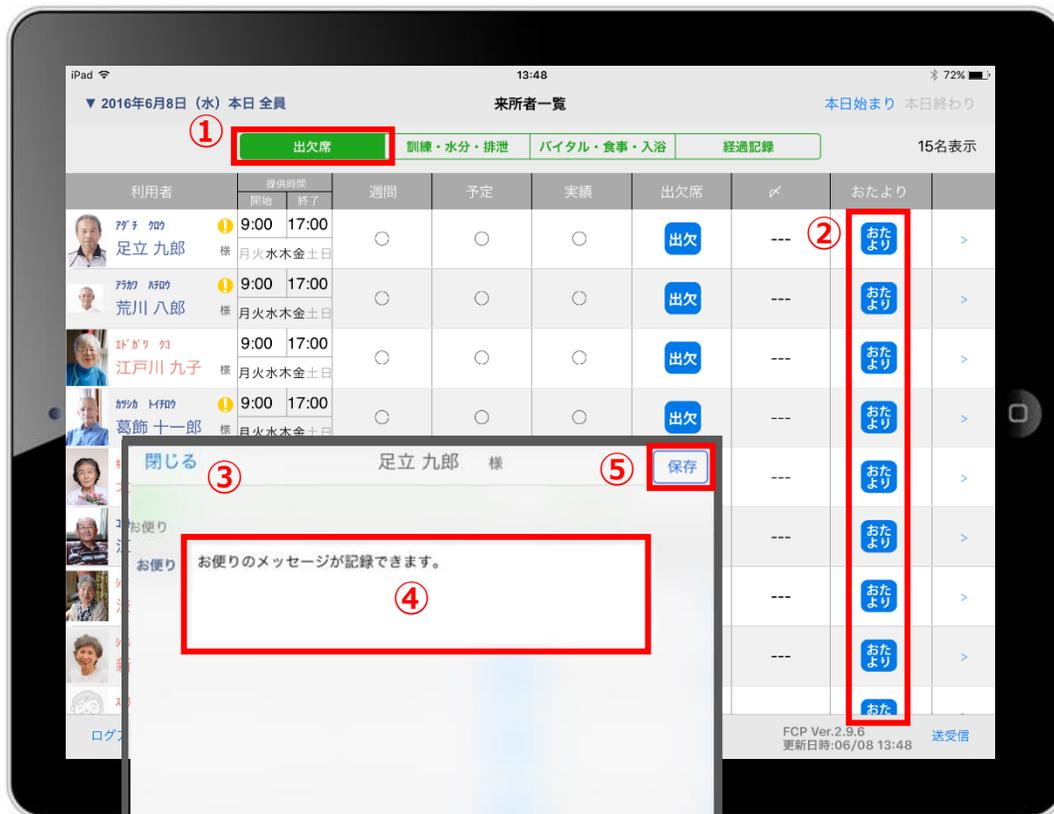 iPad 13:48 72%
▼ 2016年6月8日（水）本日 全員 来所者一覧 本日始まり 本日終わり
① 出欠席 訓練・水分・排泄 バイタル・食事・入浴 経過記録 15名表示
利用者 提供時間 週間 予定 実績 出欠席 〆 おたより
開始 終了
ｱﾀﾞﾁ ｸﾛｳ 9:00 17:00 ②
足立 九郎 様 月火水木金土日 ○ ○ ○ 出欠 --- おたより >
ｱﾗｶﾜ ﾊﾁﾛｳ 9:00 17:00
荒川 八郎 様 月火水木金土日 ○ ○ ○ 出欠 --- おたより >
ｴﾄﾞｶﾞﾜ ｸｺ 9:00 17:00
江戸川 九子 様 月火水木金土日 ○ ○ ○ 出欠 --- おたより >
ｶﾂｼｶ ﾄｲﾁﾛｳ 9:00 17:00
葛飾 十一郎 様 月火水木金土日 ○ ○ ○ 出欠 --- おたより >
閉じる ③ 足立 九郎 様 ⑤ 保存
--- おたより >
お便り
--- おたより >
お便り お便りのメッセージが記録できます。
④
--- おたより >
--- おたより >
おた
FCP Ver.2.9.6
更新日時:06/08 13:48 送受信